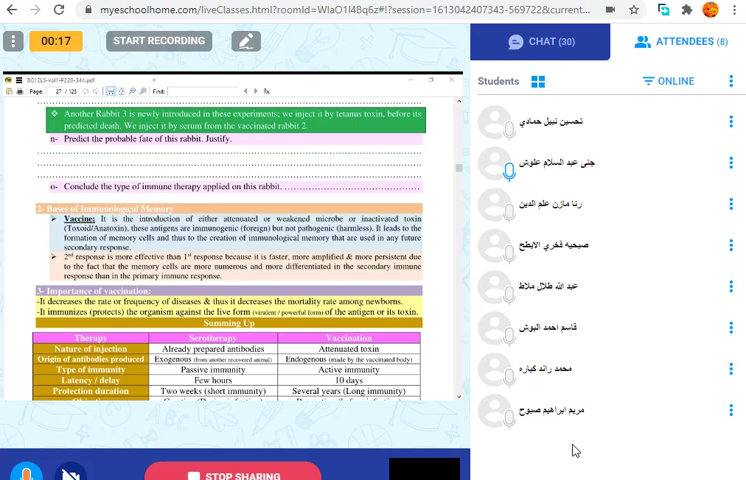 myeschoolhome.com/liveClasses.html?roomId=WlaO1l4Bq6z#!?session=1613042407343-569722&current...
00:17
START RECORDING
CHAT (30)
ATTENDEES (8)
Students
ONLINE
BG12LS-Vol1-F220-344.pdf
Page:
27 / 125
Find:
❖ Another Rabbit 3 is newly introduced in these experiments; we inject it by tetanus toxin, before its
predicted death. We inject it by serum from the vaccinated rabbit 2.
n- Predict the probable fate of this rabbit. Justify.
o- Conclude the type of immune therapy applied on this rabbit.
2- Bases of Immunological Memory
➤ Vaccine: It is the introduction of either attenuated or weakened microbe or inactivated toxin
(Toxoid/Anatoxin), these antigens are immunogenic (foreign) but not pathogenic (harmless). It leads to the
formation of memory cells and thus to the creation of immunological memory that are used in any future
secondary response.
➤ 2nd response is more effective than 1st response because it is faster, more amplified & more persistent due
to the fact that the memory cells are more numerous and more differentiated in the secondary immune
response than in the primary immune response.
3- Importance of vaccination:
-It decreases the rate or frequency of diseases & thus it decreases the mortality rate among newborns.
-It immunizes (protects) the organism against the live form (virulent / powerful form) of the antigen or its toxin.
Summing Up
Therapy Serotherapy Vaccination
Nature of injection Already prepared antibodies Attenuated toxin
Origin of antibodies produced Exogenous (from another recovered animal) Endogenous (made by the vaccinated body)
Type of immunity Passive immunity Active immunity
Latency / delay Few hours 10 days
Protection duration Two weeks (short immunity) Several years (Long immunity)
تحسين نبيل حمادي
جنى عبد السلام علوش
رنا مازن علم الدين
صبحيه فخري الابطح
عبد الله طلال ملاط
قاسم احمد البوش
محمد رائد كباره
مريم ابراهيم صبوح
STOP SHARING